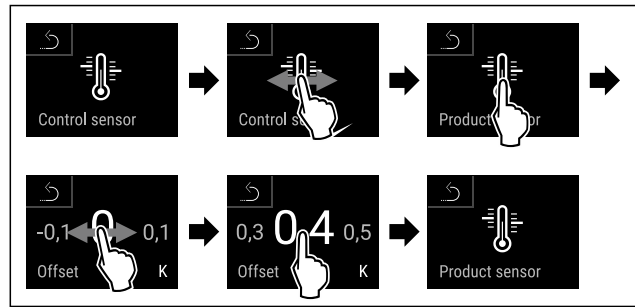 Control sensor
Control s
Product or
-0,1 0 0,1
Offset K
0,3 0,4 0,5
Offset K
Product sensor